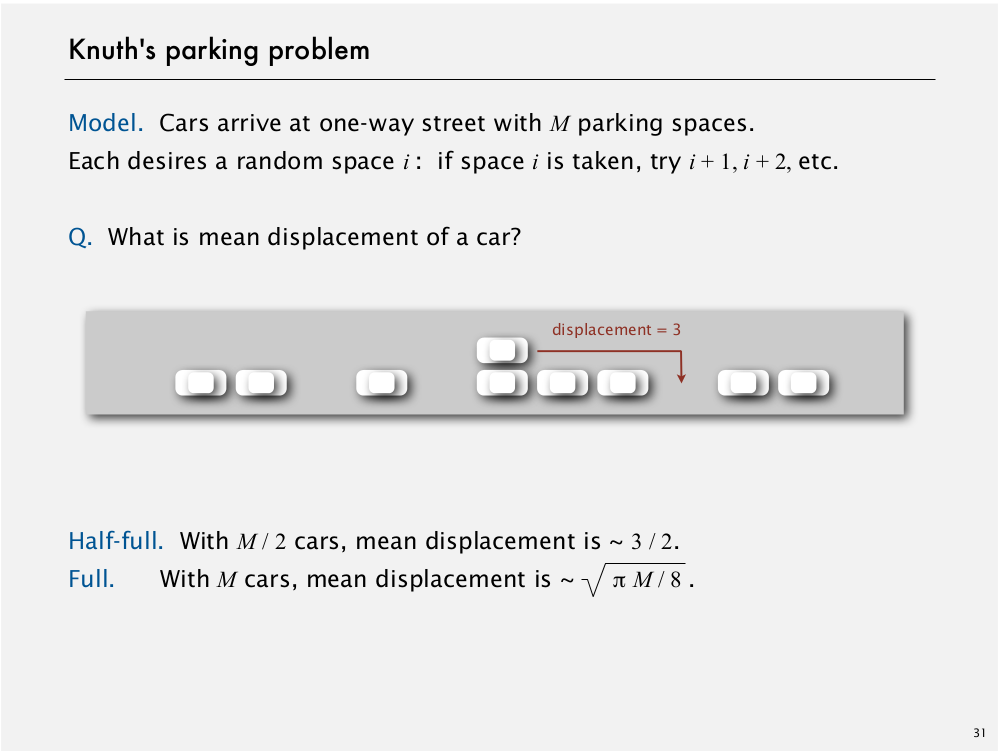 Knuth's parking problem
Model. Cars arrive at one-way street with M parking spaces.
Each desires a random space i : if space i is taken, try i + 1, i + 2, etc.
Q. What is mean displacement of a car?
displacement = 3
Half-full. With M / 2 cars, mean displacement is ~ 3 / 2.
Full. With M cars, mean displacement is ~ √ π M / 8 .
31